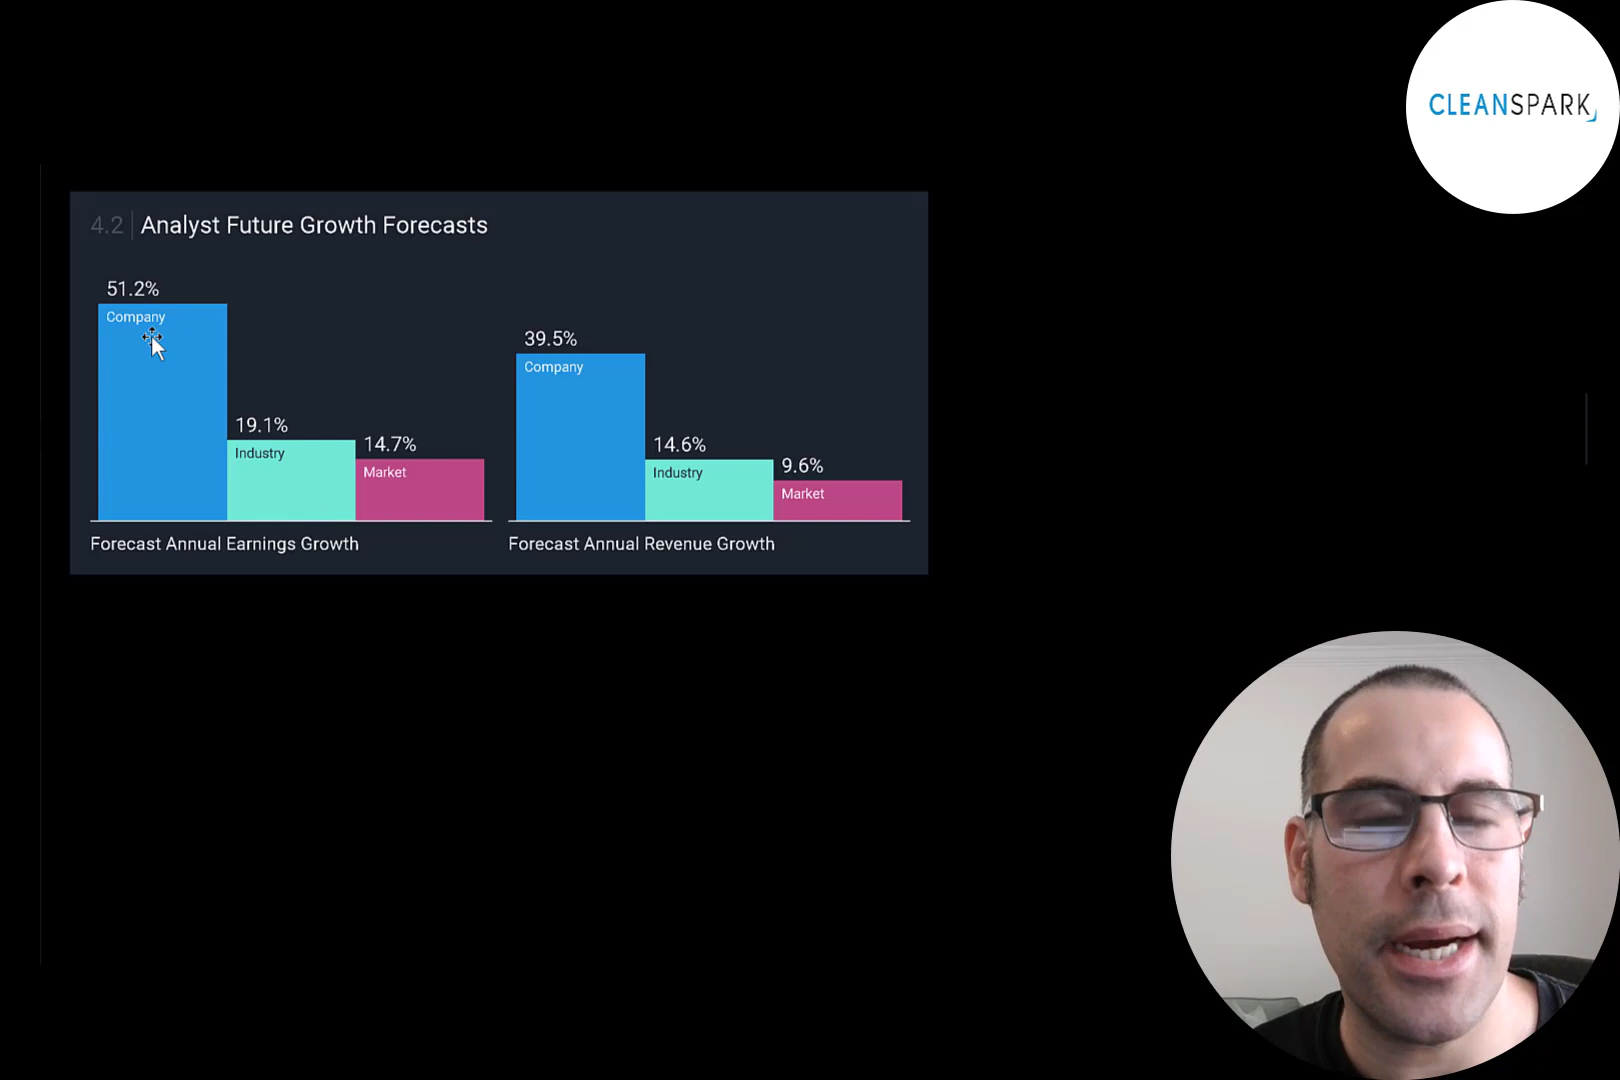 CLEANSPARK
4.2 Analyst Future Growth Forecasts
51.2%
Company
19.1%
Industry
14.7%
Market
Forecast Annual Earnings Growth
39.5%
Company
14.6%
Industry
9.6%
Market
Forecast Annual Revenue Growth